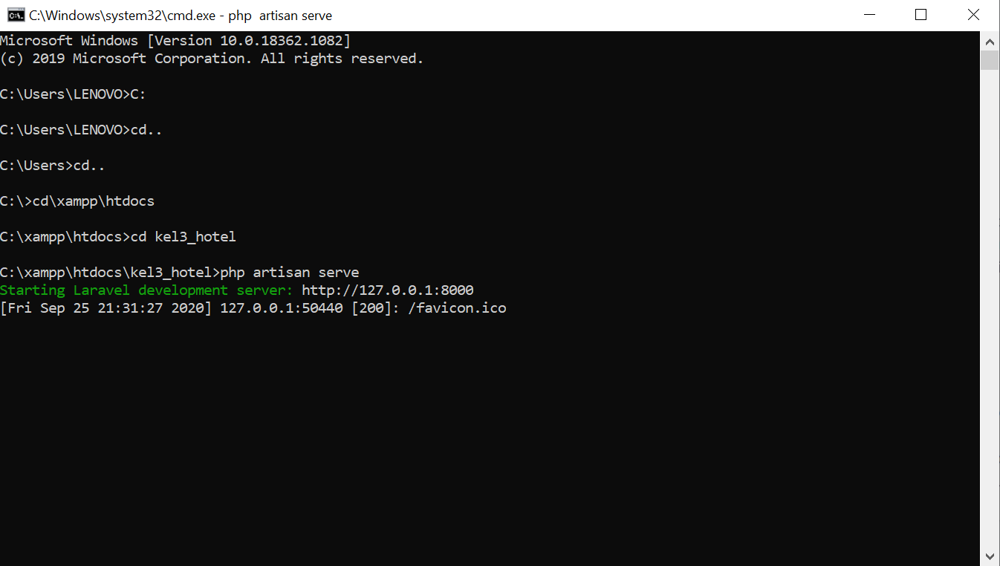 C:\Windows\system32\cmd.exe - php  artisan serve
Microsoft Windows [Version 10.0.18362.1082]
(c) 2019 Microsoft Corporation. All rights reserved.
C:\Users\LENOVO>C:
C:\Users\LENOVO>cd..
C:\Users>cd..
C:\>cd\xampp\htdocs
C:\xampp\htdocs>cd kel3_hotel
C:\xampp\htdocs\kel3_hotel>php artisan serve
Starting Laravel development server: http://127.0.0.1:8000
[Fri Sep 25 21:31:27 2020] 127.0.0.1:50440 [200]: /favicon.ico